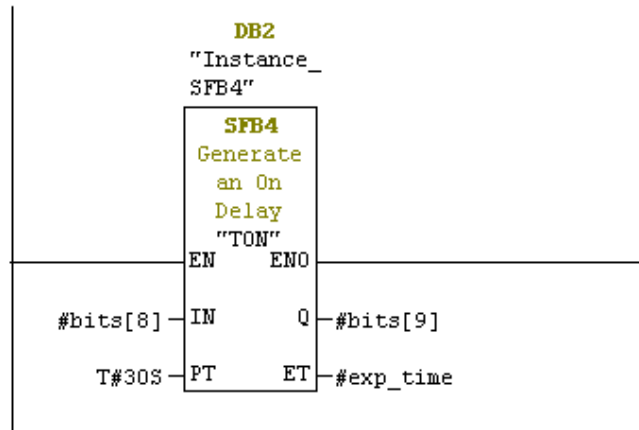 DB2
"Instance_
SFB4"
SFB4
Generate
an On
Delay
"TON"
EN ENO
#bits[8] IN Q #bits[9]
T#30S PT ET #exp_time